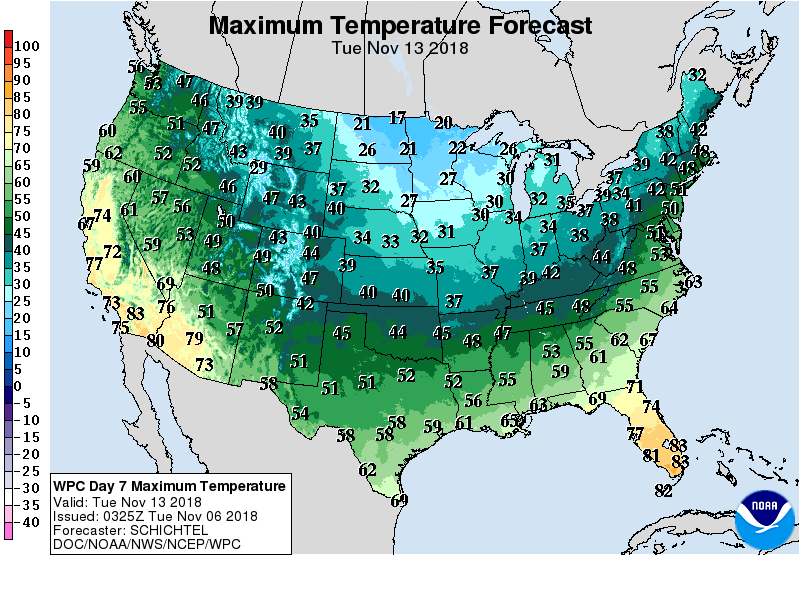 Maximum Temperature Forecast
Tue Nov 13 2018
100
95
90
85
80
75
70
65
60
55
50
45
40
35
30
25
20
15
10
5
0
- 5
-10
-15
-20
-25
-30
-35
-40
56 53 47 32
55 46 39 39
60 51 47 40 35 21 17 20 38 42
62 52 52 43 39 37 26 21 22 26 31 48
59 60 29 39 42 48
57 56 46 47 43 37 32 27 30 37
74 61 50 40 27 30 32 35 39 34 42 51
67 59 53 49 43 40 34 33 32 31 30 34 34 37 38 41 50
72 49 44 37 38 51
77 48 47 39 35 37 39 42 44 48 53
69 50 42 40 40 37 55 63
73 83 76 51 45 48 55 64
75 80 79 57 52 45 44 45 48 47 62 67
73 51 53 55 61
58 51 51 52 52 55 59 71
54 56 63 69 74
58 58 58 59 61 65 77
62 81 83
69 82 83
WPC Day 7 Maximum Temperature
Valid: Tue Nov 13 2018
Issued: 0325Z Tue Nov 06 2018
Forecaster: SCHICHTEL
DOC/NOAA/NWS/NCEP/WPC
NOAA